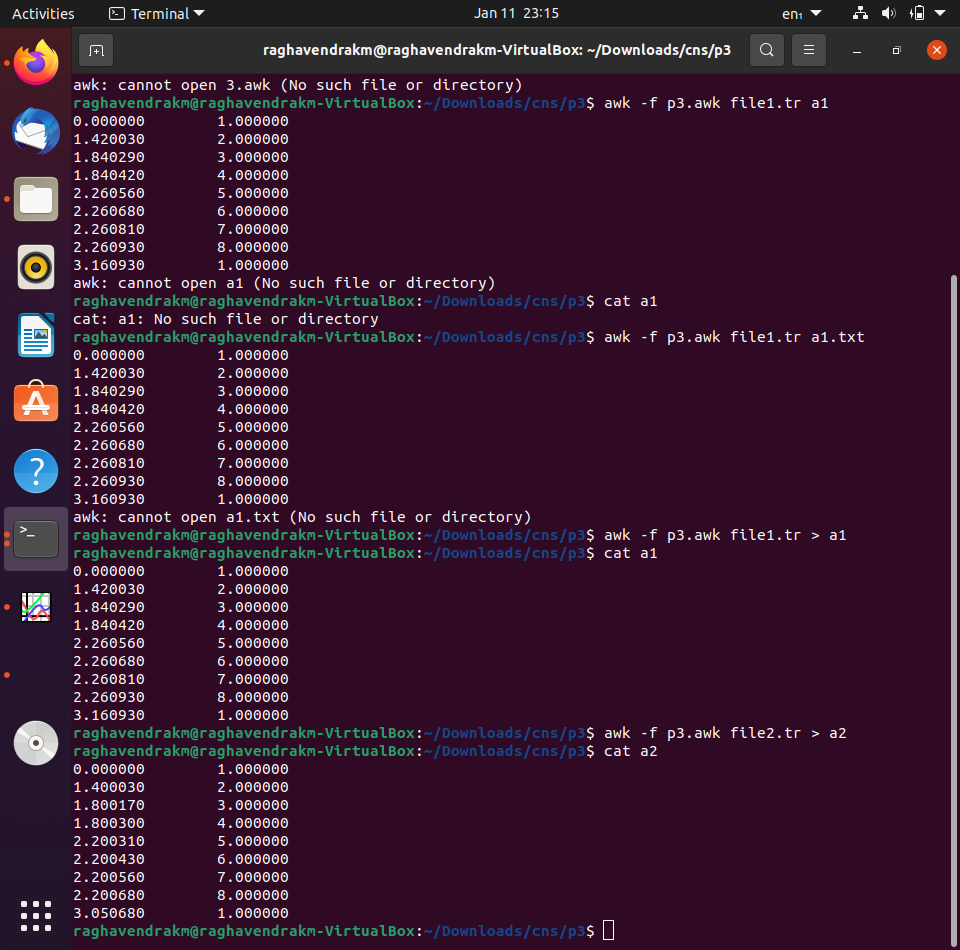 Activities Terminal Jan 11 23:15 en₁
raghavendrakm@raghavendrakm-VirtualBox: ~/Downloads/cns/p3
awk: cannot open 3.awk (No such file or directory)
raghavendrakm@raghavendrakm-VirtualBox:~/Downloads/cns/p3$ awk -f p3.awk file1.tr a1
0.000000        1.000000
1.420030        2.000000
1.840290        3.000000
1.840420        4.000000
2.260560        5.000000
2.260680        6.000000
2.260810        7.000000
2.260930        8.000000
3.160930        1.000000
awk: cannot open a1 (No such file or directory)
raghavendrakm@raghavendrakm-VirtualBox:~/Downloads/cns/p3$ cat a1
cat: a1: No such file or directory
raghavendrakm@raghavendrakm-VirtualBox:~/Downloads/cns/p3$ awk -f p3.awk file1.tr a1.txt
0.000000        1.000000
1.420030        2.000000
1.840290        3.000000
1.840420        4.000000
2.260560        5.000000
2.260680        6.000000
2.260810        7.000000
2.260930        8.000000
3.160930        1.000000
awk: cannot open a1.txt (No such file or directory)
raghavendrakm@raghavendrakm-VirtualBox:~/Downloads/cns/p3$ awk -f p3.awk file1.tr > a1
raghavendrakm@raghavendrakm-VirtualBox:~/Downloads/cns/p3$ cat a1
0.000000        1.000000
1.420030        2.000000
1.840290        3.000000
1.840420        4.000000
2.260560        5.000000
2.260680        6.000000
2.260810        7.000000
2.260930        8.000000
3.160930        1.000000
raghavendrakm@raghavendrakm-VirtualBox:~/Downloads/cns/p3$ awk -f p3.awk file2.tr > a2
raghavendrakm@raghavendrakm-VirtualBox:~/Downloads/cns/p3$ cat a2
0.000000        1.000000
1.400030        2.000000
1.800170        3.000000
1.800300        4.000000
2.200310        5.000000
2.200430        6.000000
2.200560        7.000000
2.200680        8.000000
3.050680        1.000000
raghavendrakm@raghavendrakm-VirtualBox:~/Downloads/cns/p3$